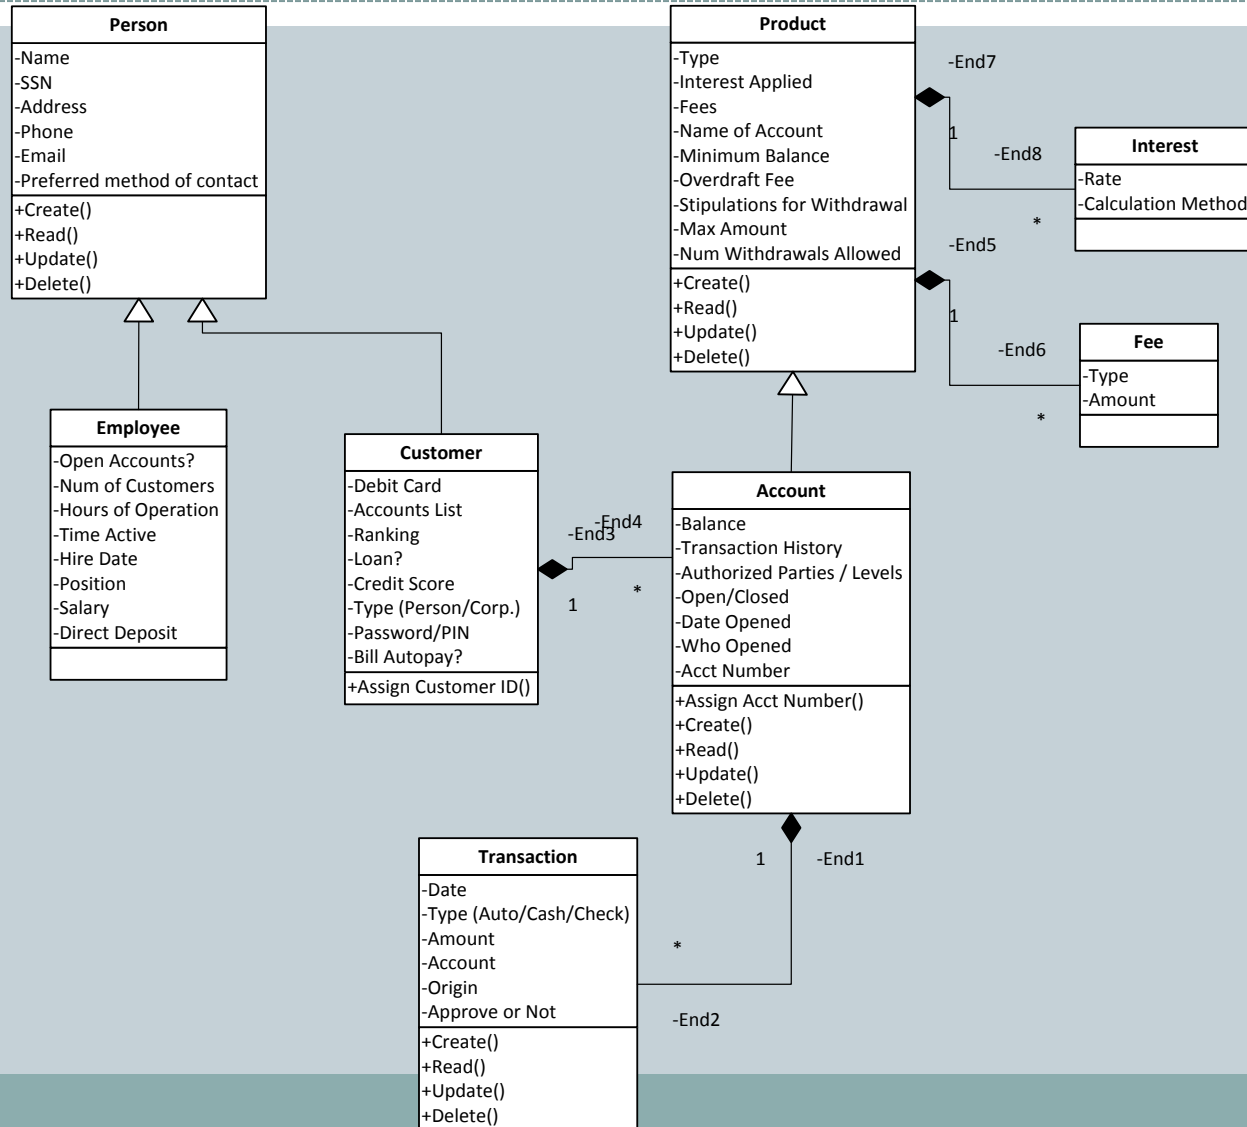 Person
-Name
-SSN
-Address
-Phone
-Email
-Preferred method of contact
+Create()
+Read()
+Update()
+Delete()
Product
-Type
-Interest Applied
-Fees
-Name of Account
-Minimum Balance
-Overdraft Fee
-Stipulations for Withdrawal
-Max Amount
-Num Withdrawals Allowed
+Create()
+Read()
+Update()
+Delete()
-End7
1
-End8
*
Interest
-Rate
-Calculation Method
-End5
1
-End6
*
Fee
-Type
-Amount
Employee
-Open Accounts?
-Num of Customers
-Hours of Operation
-Time Active
-Hire Date
-Position
-Salary
-Direct Deposit
Customer
-Debit Card
-Accounts List
-Ranking
-Loan?
-Credit Score
-Type (Person/Corp.)
-Password/PIN
-Bill Autopay?
+Assign Customer ID()
-End3
-End4
1
*
Account
-Balance
-Transaction History
-Authorized Parties / Levels
-Open/Closed
-Date Opened
-Who Opened
-Acct Number
+Assign Acct Number()
+Create()
+Read()
+Update()
+Delete()
1
-End1
*
-End2
Transaction
-Date
-Type (Auto/Cash/Check)
-Amount
-Account
-Origin
-Approve or Not
+Create()
+Read()
+Update()
+Delete()